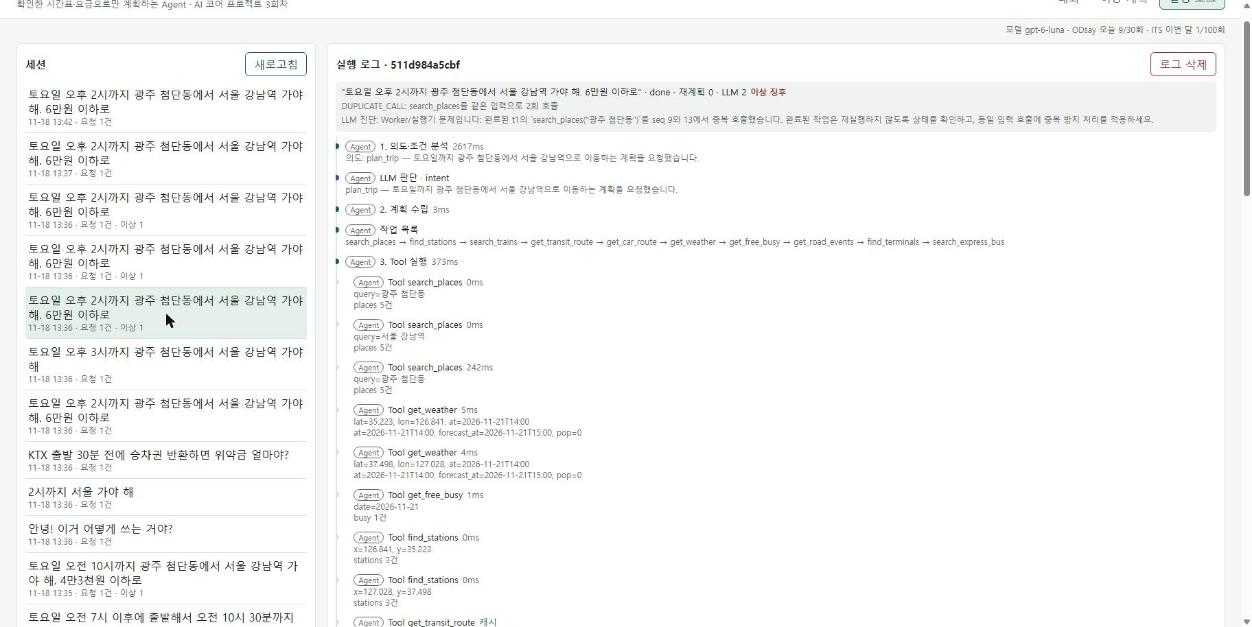 확인한 시간표·요금으로만 계획하는 Agent · AI 코어 프로젝트 3회차
모델 gpt-6-luna · ODsay 오늘 9/30회 · ITS 이번 달 1/100회
세션
새로고침
토요일 오후 2시까지 광주 첨단동에서 서울 강남역 가야
해. 6만원 이하로
11-18 13:42 · 요청 1건
토요일 오후 2시까지 광주 첨단동에서 서울 강남역 가야
해. 6만원 이하로
11-18 13:37 · 요청 1건
토요일 오후 2시까지 광주 첨단동에서 서울 강남역 가야
해. 6만원 이하로
11-18 13:36 · 요청 1건 · 이상 1
토요일 오후 2시까지 광주 첨단동에서 서울 강남역 가야
해. 6만원 이하로
11-18 13:36 · 요청 1건 · 이상 1
토요일 오후 2시까지 광주 첨단동에서 서울 강남역 가야
해. 6만원 이하로
11-18 13:36 · 요청 1건 · 이상 1
토요일 오후 3시까지 광주 첨단동에서 서울 강남역 가야
해
11-18 13:36 · 요청 1건
토요일 오후 2시까지 광주 첨단동에서 서울 강남역 가야
해. 6만원 이하로
11-18 13:36 · 요청 1건
KTX 출발 30분 전에 승차권 반환하면 위약금 얼마야?
11-18 13:36 · 요청 1건
2시까지 서울 가야 해
11-18 13:36 · 요청 1건
안녕! 이거 어떻게 쓰는 거야?
11-18 13:36 · 요청 1건
토요일 오전 10시까지 광주 첨단동에서 서울 강남역 가
야 해. 4만3천원 이하로
11-18 13:35 · 요청 1건 · 이상 1
토요일 오전 7시 이후에 출발해서 오전 10시 30분까지
실행 로그 · 511d984a5cbf
로그 삭제
"토요일 오후 2시까지 광주 첨단동에서 서울 강남역 가야 해. 6만원 이하로" · done · 재계획 0 · LLM 2 이상 징후
DUPLICATE_CALL: search_places를 같은 입력으로 2회 호출
LLM 진단: Worker/실행기 문제입니다: 완료된 t1의 `search_places("광주 첨단동")`를 seq 9와 13에서 중복 호출했습니다. 완료된 작업은 재실행하지 않도록 상태를 확인하고, 동일 입력 호출에 중복 방지 처리를 적용하세요.
Agent 1. 의도·조건 분석 2617ms
의도: plan_trip — 토요일까지 광주 첨단동에서 서울 강남역으로 이동하는 계획을 요청했습니다.
Agent LLM 판단 · intent
plan_trip — 토요일까지 광주 첨단동에서 서울 강남역으로 이동하는 계획을 요청했습니다.
Agent 2. 계획 수립 3ms
Agent 작업 목록
search_places → find_stations → search_trains → get_transit_route → get_car_route → get_weather → get_free_busy → get_road_events → find_terminals → search_express_bus
Agent 3. Tool 실행 373ms
Agent Tool search_places 0ms
query=광주 첨단동
places 5건
Agent Tool search_places 0ms
query=서울 강남역
places 5건
Agent Tool search_places 242ms
query=광주 첨단동
places 5건
Agent Tool get_weather 5ms
lat=35.223, lon=126.841, at=2026-11-21T14:00
at=2026-11-21T14:00, forecast_at=2026-11-21T15:00, pop=0
Agent Tool get_weather 4ms
lat=37.498, lon=127.028, at=2026-11-21T14:00
at=2026-11-21T14:00, forecast_at=2026-11-21T15:00, pop=0
Agent Tool get_free_busy 1ms
date=2026-11-21
busy 1건
Agent Tool find_stations 0ms
x=126.841, y=35.223
stations 3건
Agent Tool find_stations 0ms
x=127.028, y=37.498
stations 3건
Agent Tool get_transit_route 캐시